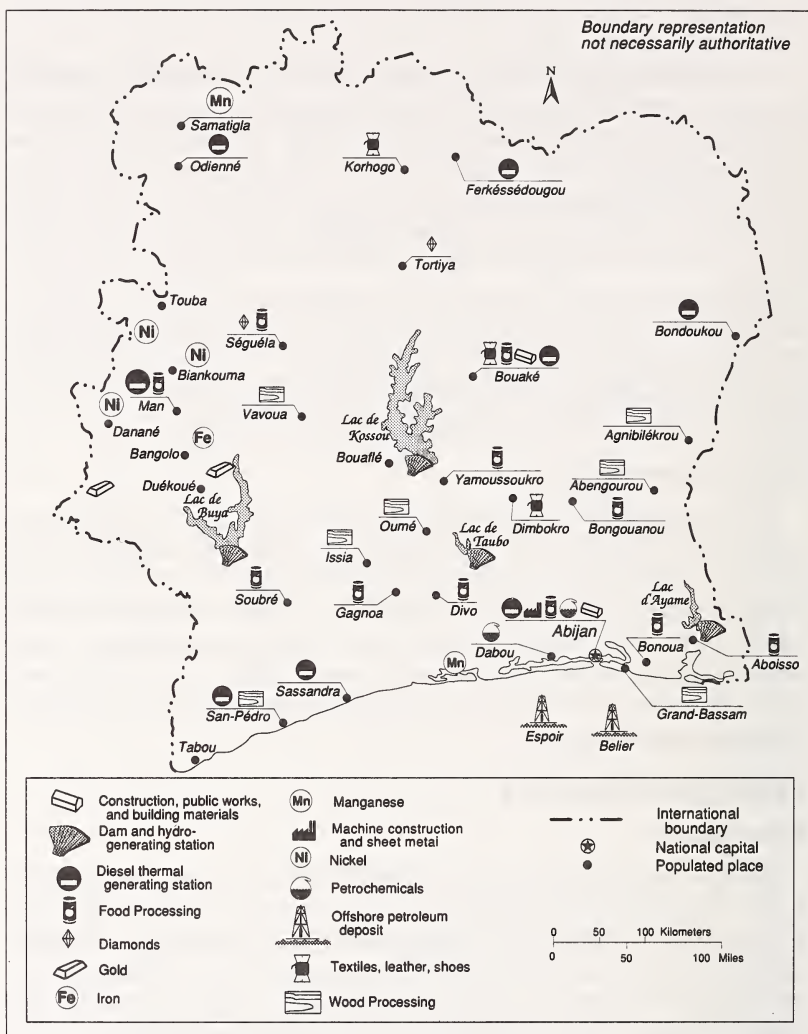 Boundary representation
not necessarily authoritative
N
Mn
Samatigla
Odienné
Korhogo
Ferkéssédougou
Tortiya
Touba
Ni
Séguéla
Bondoukou
Ni
Biankouma
Bouaké
Man
Vavoua
Lac de
Kossou
Ni
Danané
Agnibilékrou
Fe
Bangolo
Bouaflé
Yamoussoukro
Abengourou
Duékoué
Lac de
Buya
Oumé
Lac de
Taubo
Dimbokro
Bongouanou
Issia
Soubré
Gagnoa
Divo
Lac
d'Ayame
Abijan
Dabou
Bonoua
Aboisso
Mn
Sassandra
San-Pédro
Grand-Bassam
Espoir
Belier
Tabou
Construction, public works,
and building materials
Dam and hydro-
generating station
Diesel thermal
generating station
Food Processing
Diamonds
Gold
Fe Iron
Mn Manganese
Machine construction
and sheet metal
Ni Nickel
Petrochemicals
Offshore petroleum
deposit
Textiles, leather, shoes
Wood Processing
International
boundary
National capital
Populated place
0 50 100 Kilometers
0 50 100 Miles